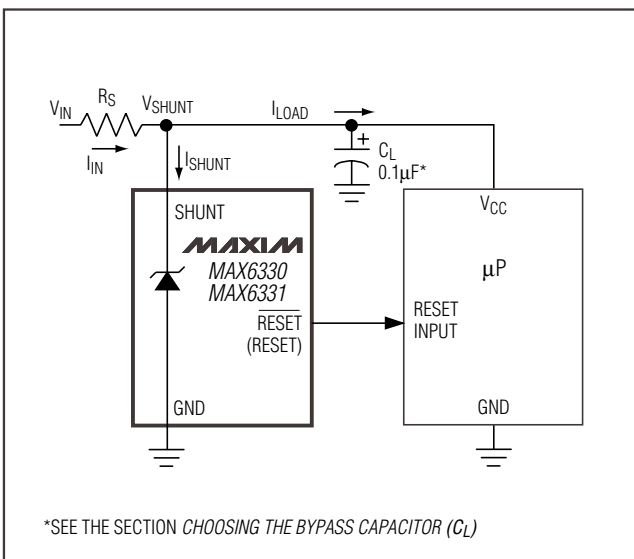 V_IN R_S V_SHUNT I_LOAD
I_IN
I_SHUNT
+
C_L
0.1µF*
SHUNT
MAXIM
MAX6330
MAX6331
RESET
(RESET)
GND
V_CC
µP
RESET
INPUT
GND
*SEE THE SECTION CHOOSING THE BYPASS CAPACITOR (C_L)